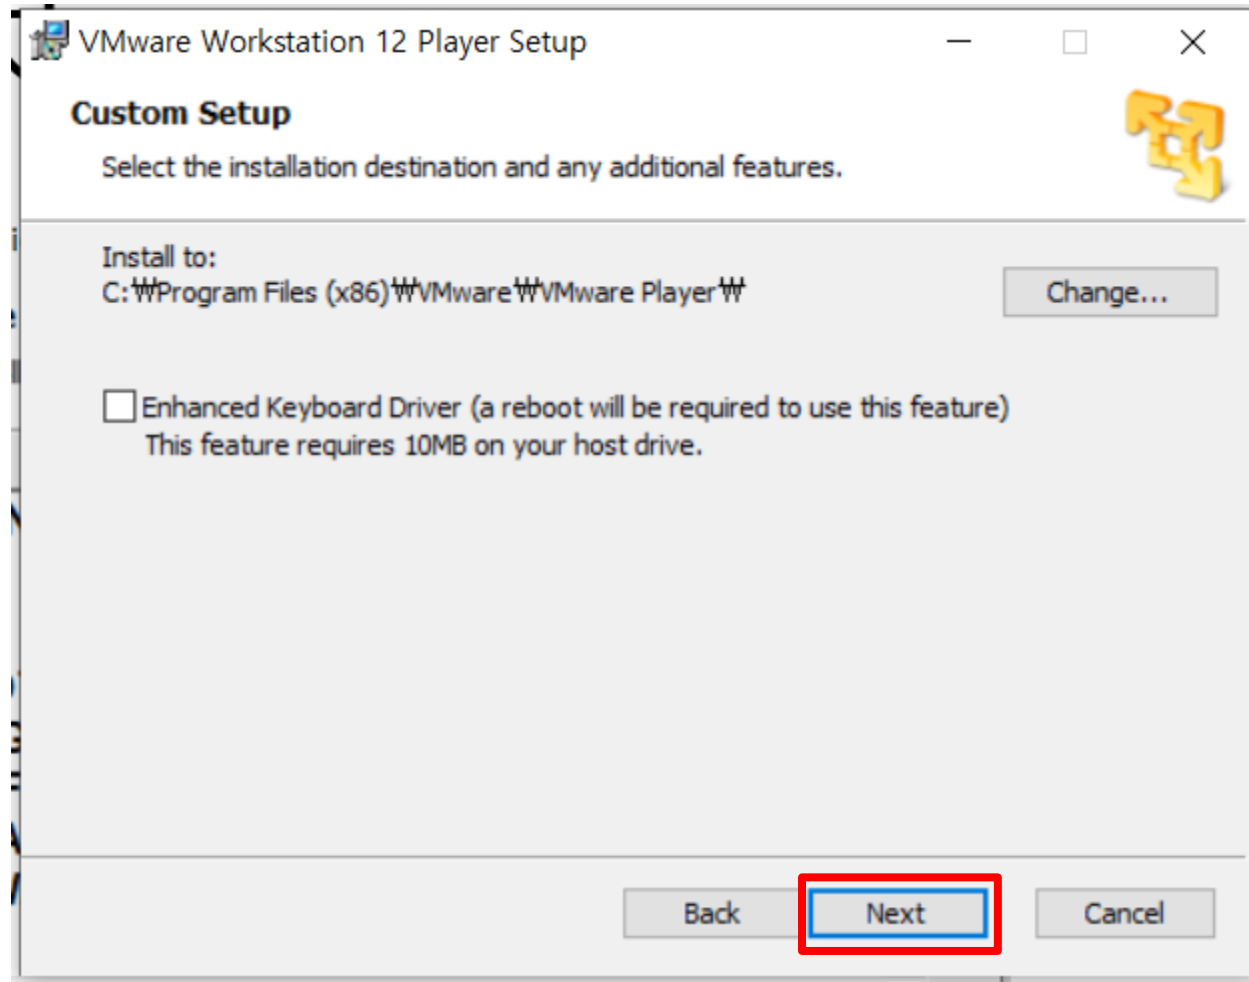 VMware Workstation 12 Player Setup
Custom Setup
Select the installation destination and any additional features.
Install to:
C:₩Program Files (x86)₩VMware₩VMware Player₩
Change...
Enhanced Keyboard Driver (a reboot will be required to use this feature)
This feature requires 10MB on your host drive.
Back
Next
Cancel